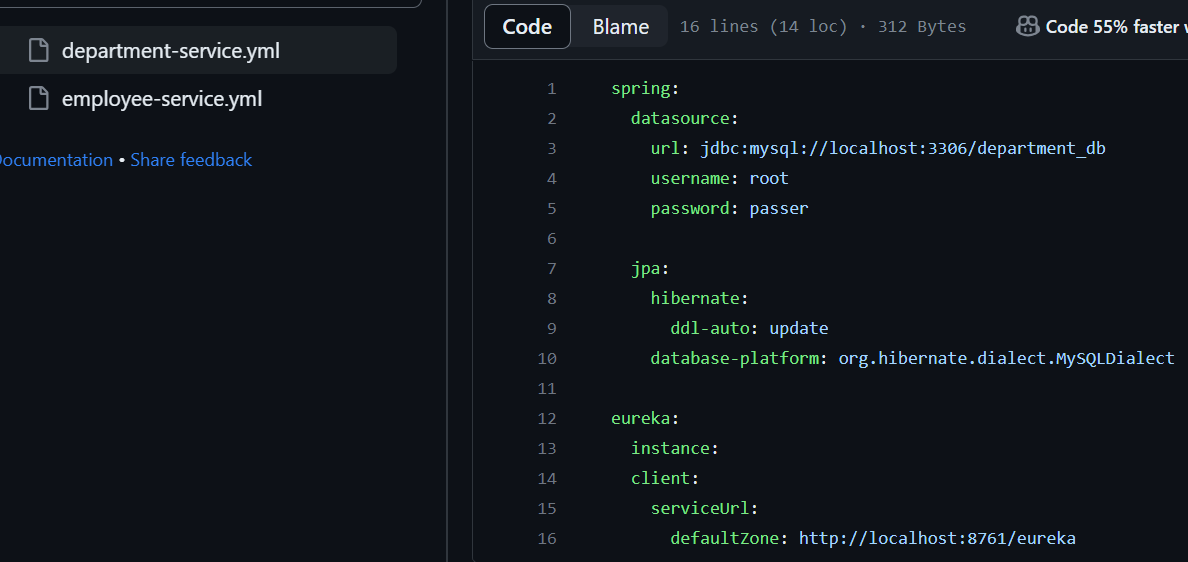 department-service.yml
employee-service.yml
Documentation • Share feedback
Code Blame 16 lines (14 loc) · 312 Bytes Code 55% faster
1 spring:
2   datasource:
3     url: jdbc:mysql://localhost:3306/department_db
4     username: root
5     password: passer
6
7   jpa:
8     hibernate:
9       ddl-auto: update
10     database-platform: org.hibernate.dialect.MySQLDialect
11
12 eureka:
13   instance:
14   client:
15     serviceUrl:
16       defaultZone: http://localhost:8761/eureka